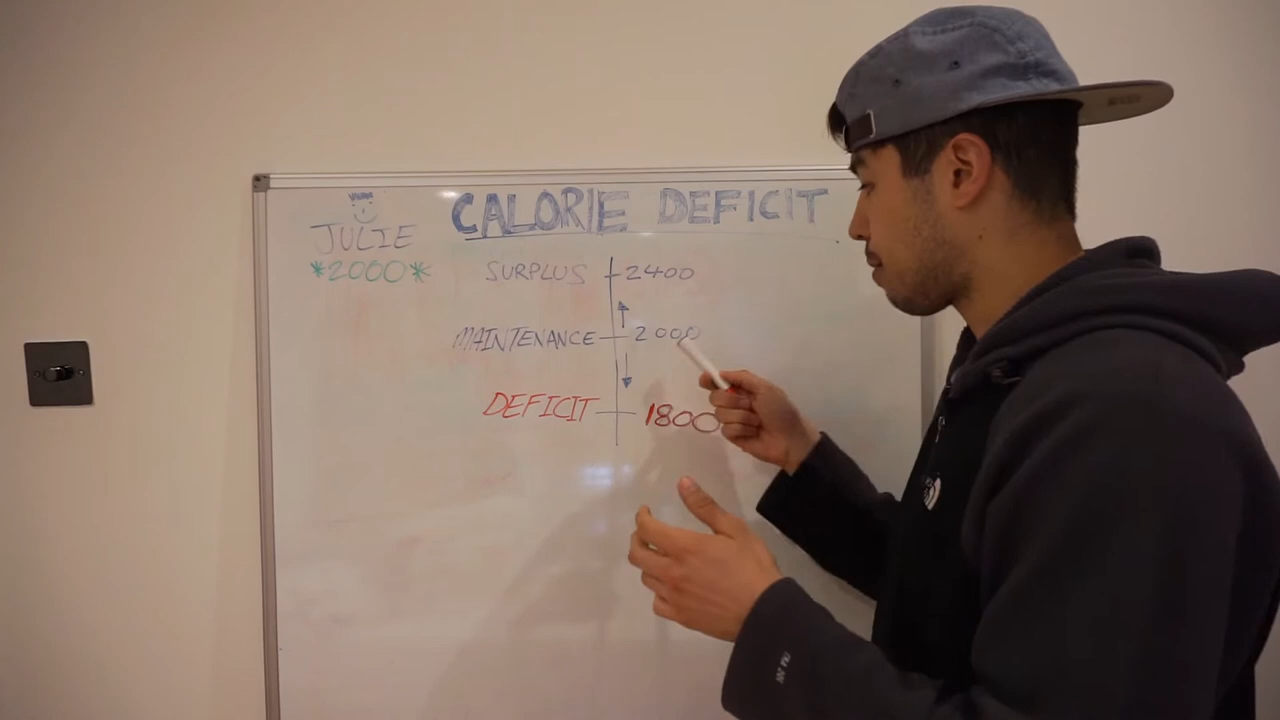 CALORIE DEFICIT
JULIE
*2000*
SURPLUS 2400
MAINTENANCE 2000
DEFICIT 1800